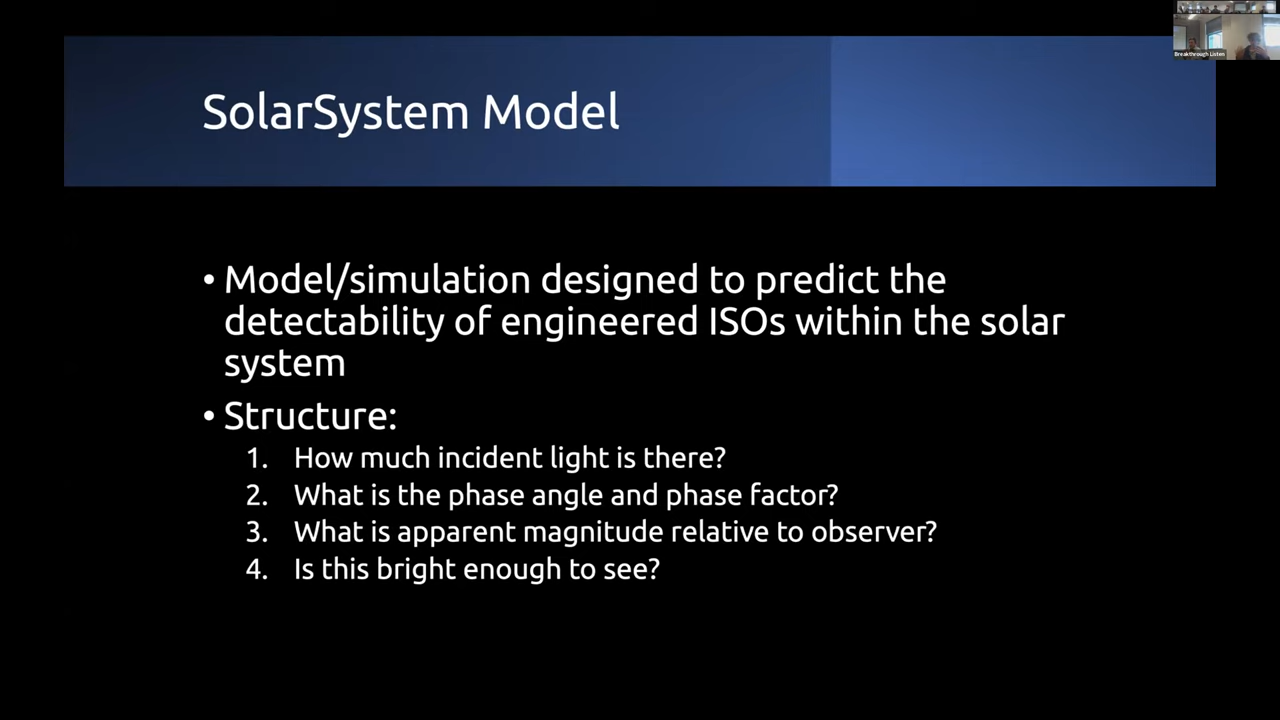 Breakthrough Listen
SolarSystem Model
• Model/simulation designed to predict the
detectability of engineered ISOs within the solar
system
• Structure:
1. How much incident light is there?
2. What is the phase angle and phase factor?
3. What is apparent magnitude relative to observer?
4. Is this bright enough to see?